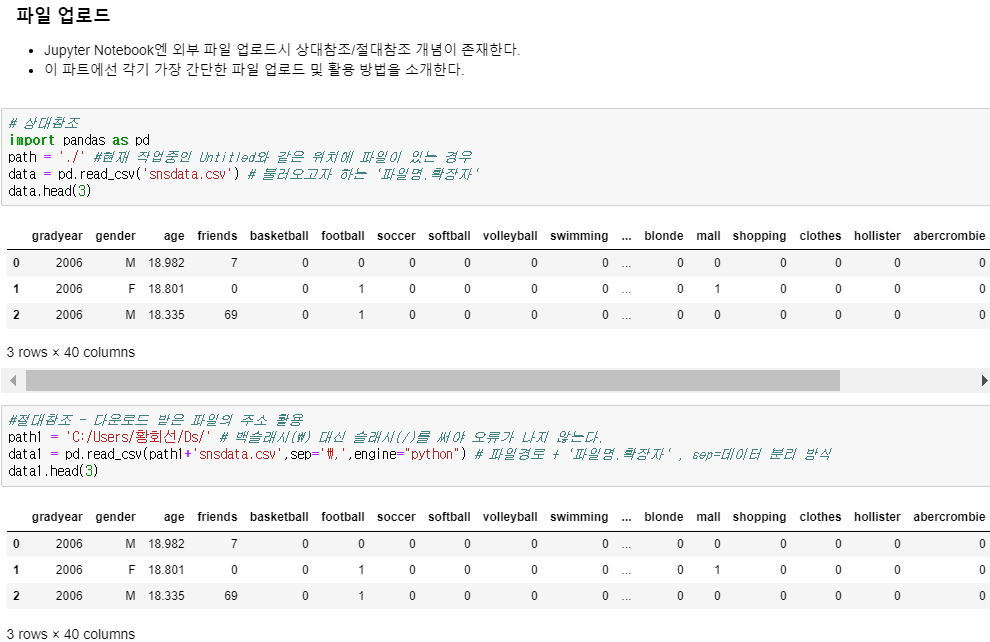 파일 업로드
• Jupyter Notebook엔 외부 파일 업로드시 상대참조/절대참조 개념이 존재한다.
• 이 파트에선 각기 가장 간단한 파일 업로드 및 활용 방법을 소개한다.
# 상대참조
import pandas as pd
path = './' #현재 작업중인 Untitled와 같은 위치에 파일이 있는 경우
data = pd.read_csv('snsdata.csv') # 불러오고자 하는 '파일명.확장자'
data.head(3)
gradyear gender age friends basketball football soccer softball volleyball swimming ... blonde mall shopping clothes hollister abercrombie
0 2006 M 18.982 7 0 0 0 0 0 0 ... 0 0 0 0 0 0
1 2006 F 18.801 0 0 1 0 0 0 0 ... 0 1 0 0 0 0
2 2006 M 18.335 69 0 1 0 0 0 0 ... 0 0 0 0 0 0
3 rows × 40 columns
#절대참조 - 다운로드 받은 파일의 주소 활용
path1 = 'C:/Users/황희선/Ds/' # 백슬래시(₩) 대신 슬래시(/)를 써야 오류가 나지 않는다.
data1 = pd.read_csv(path1+'snsdata.csv',sep='₩,',engine="python") # 파일경로 + '파일명.확장자' , sep=데이터 분리 방식
data1.head(3)
gradyear gender age friends basketball football soccer softball volleyball swimming ... blonde mall shopping clothes hollister abercrombie
0 2006 M 18.982 7 0 0 0 0 0 0 ... 0 0 0 0 0 0
1 2006 F 18.801 0 0 1 0 0 0 0 ... 0 1 0 0 0 0
2 2006 M 18.335 69 0 1 0 0 0 0 ... 0 0 0 0 0 0
3 rows × 40 columns